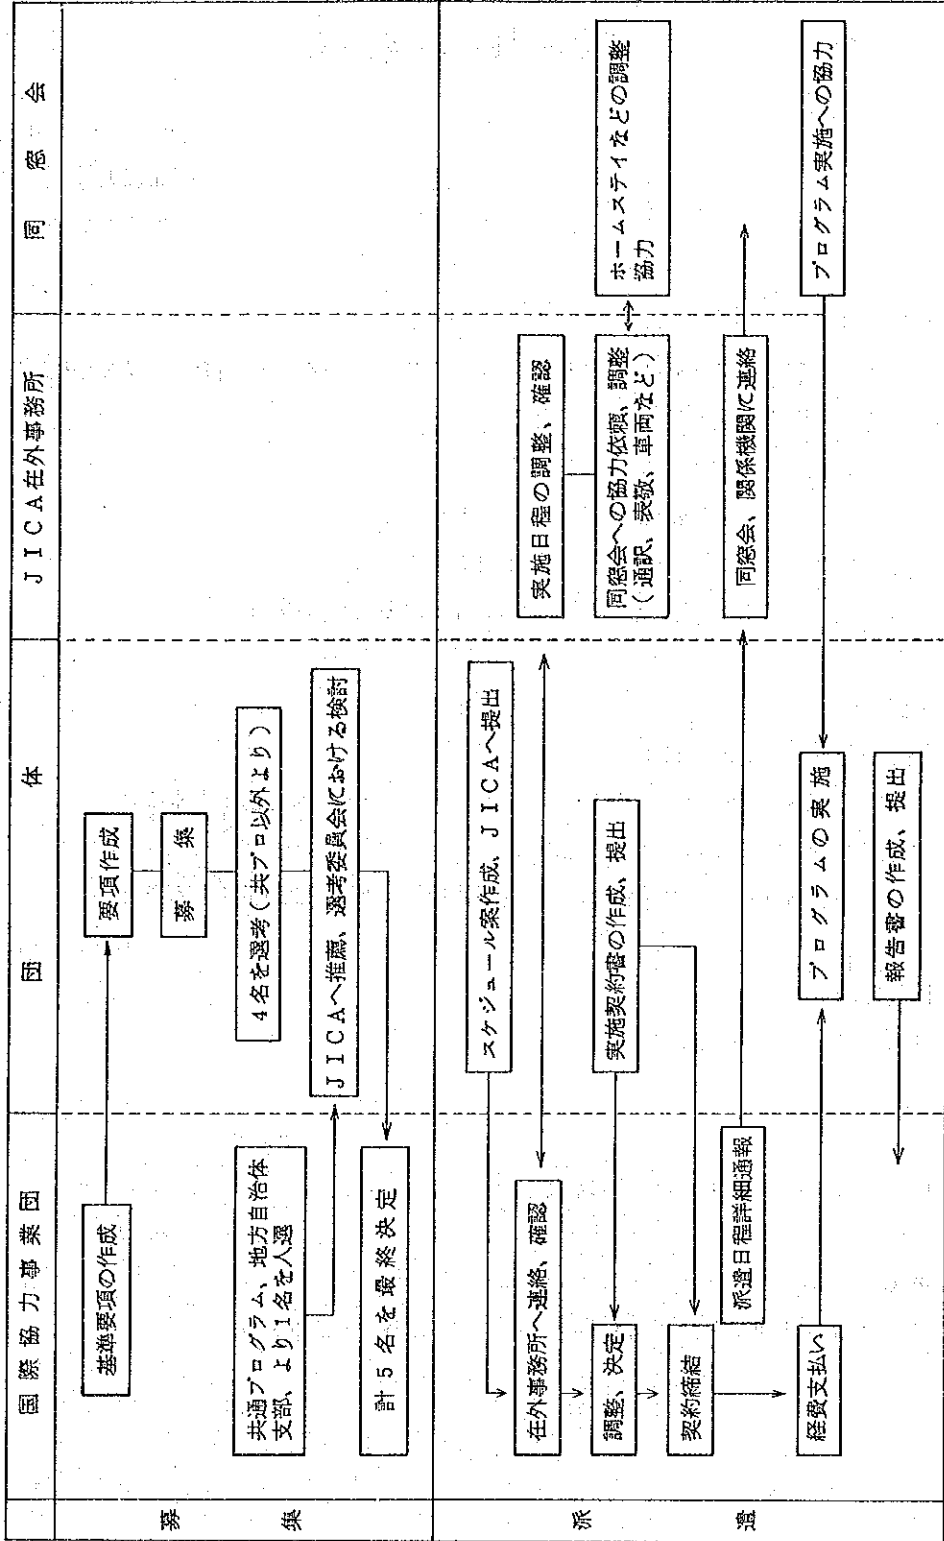 国際協力事業団
団体
JICA在外事務所
同窓会
募集
基準要項の作成
要項作成
募集
4名を選考(共プロ以外より)
共通プログラム、地方自治体
支部、より1名を人選
JICAへ推薦、選考委員会における検討
計5名を最終決定
派遣
スケジュール案作成、JICAへ提出
在外事務所へ連絡、確認
実施日程の調整、確認
調整、決定
実施契約書の作成、提出
同窓会への協力依頼、調整
(通訳、表敬、車両など)
ホームステイなどの調整
協力
契約締結
派遣日程詳細通報
同窓会、関係機関に連絡
経費支払い
プログラムの実施
プログラム実施への協力
報告書の作成、提出